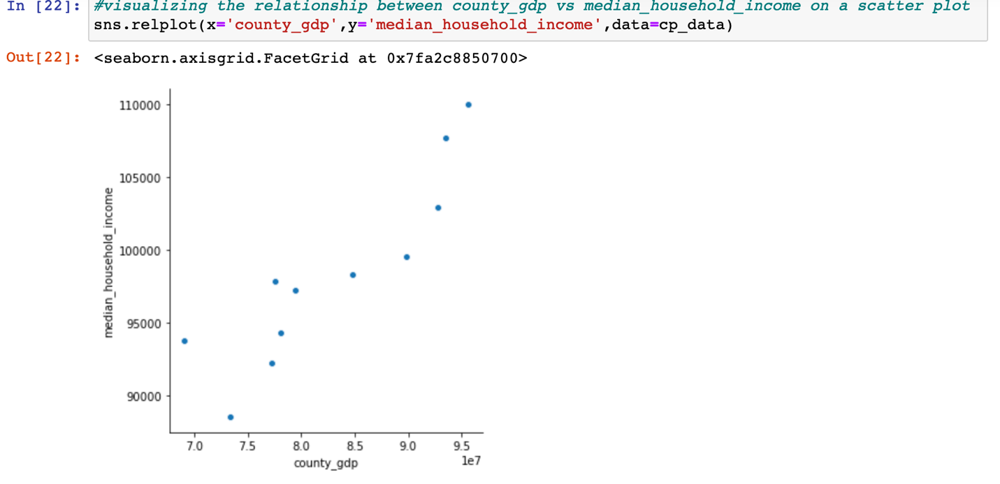 In [22]: #visualizing the relationship between county_gdp vs median_household_income on a scatter plot
sns.relplot(x='county_gdp',y='median_household_income',data=cp_data)
Out[22]: <seaborn.axisgrid.FacetGrid at 0x7fa2c8850700>
110000
105000
100000
95000
90000
median_household_income
7.0 7.5 8.0 8.5 9.0 9.5
1e7
county_gdp